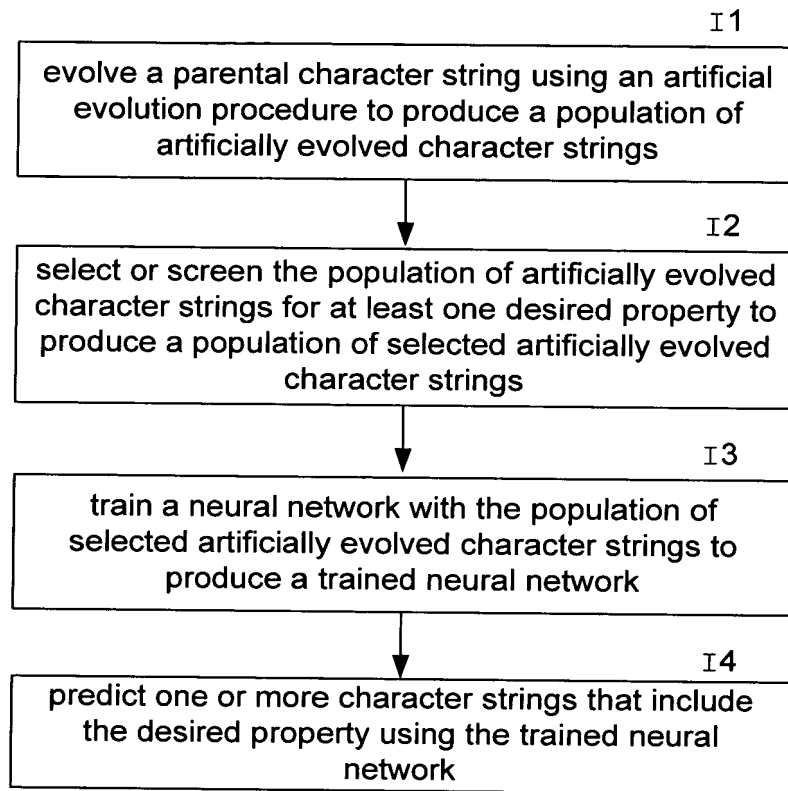 I1
evolve a parental character string using an artificial
evolution procedure to produce a population of
artificially evolved character strings
I2
select or screen the population of artificially evolved
character strings for at least one desired property to
produce a population of selected artificially evolved
character strings
I3
train a neural network with the population of
selected artificially evolved character strings to
produce a trained neural network
I4
predict one or more character strings that include
the desired property using the trained neural
network